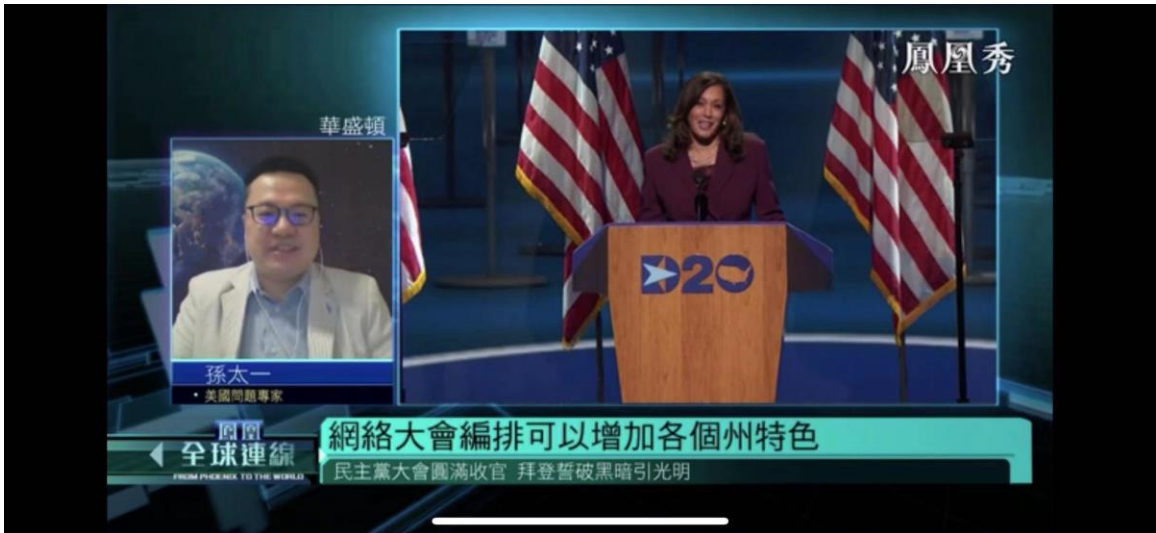 鳳凰秀
華盛頓
D20
孫太一
・美國問題專家
鳳凰
全球連線
FROM PHOENIX TO THE WORLD
網絡大會編排可以增加各個州特色
民主黨大會圓滿收官 拜登誓破黑暗引光明